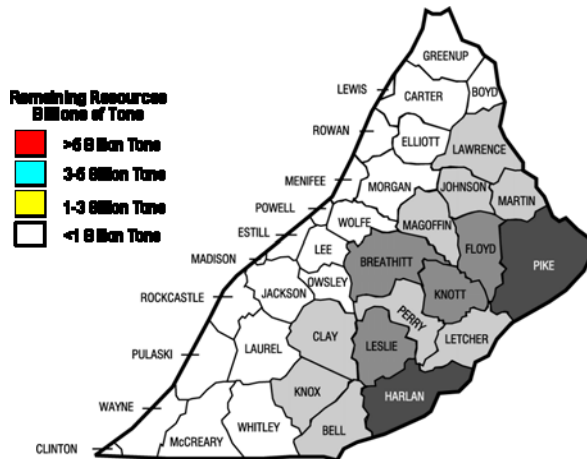 Remaining Resources
Billions of Tons
>5 Billion Tons
3-5 Billion Tons
1-3 Billion Tons
<1 Billion Tons
GREENUP
LEWIS
CARTER
BOYD
ROWAN
ELLIOTT
LAWRENCE
MENIFEE
MORGAN
JOHNSON
MARTIN
POWELL
WOLFE
MAGOFFIN
ESTILL
LEE
FLOYD
MADISON
BREATHITT
PIKE
OWSLEY
KNOTT
ROCKCASTLE
JACKSON
PERRY
CLAY
LETCHER
PULASKI
LAUREL
LESLIE
KNOX
HARLAN
WAYNE
WHITLEY
BELL
CLINTON
McCREARY